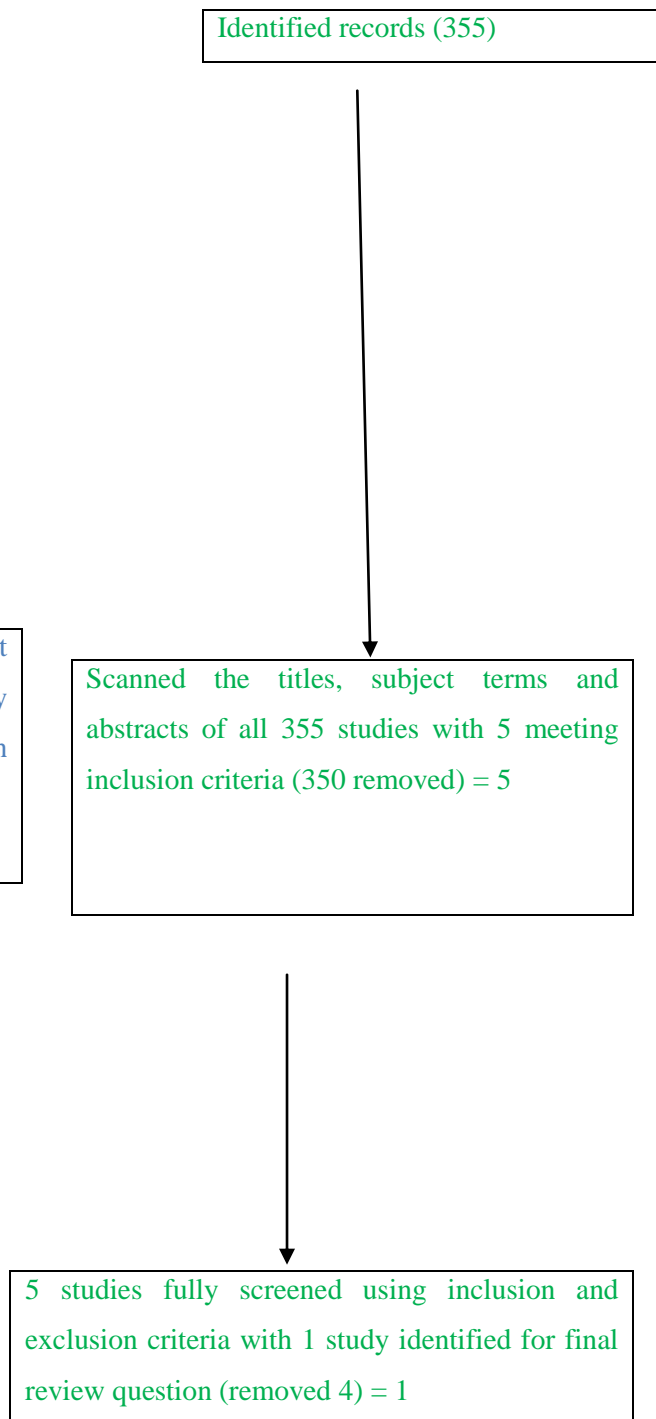 Identified records (355)
Scanned the titles, subject terms and
abstracts of all 355 studies with 5 meeting
inclusion criteria (350 removed) = 5
5 studies fully screened using inclusion and
exclusion criteria with 1 study identified for final
review question (removed 4) = 1